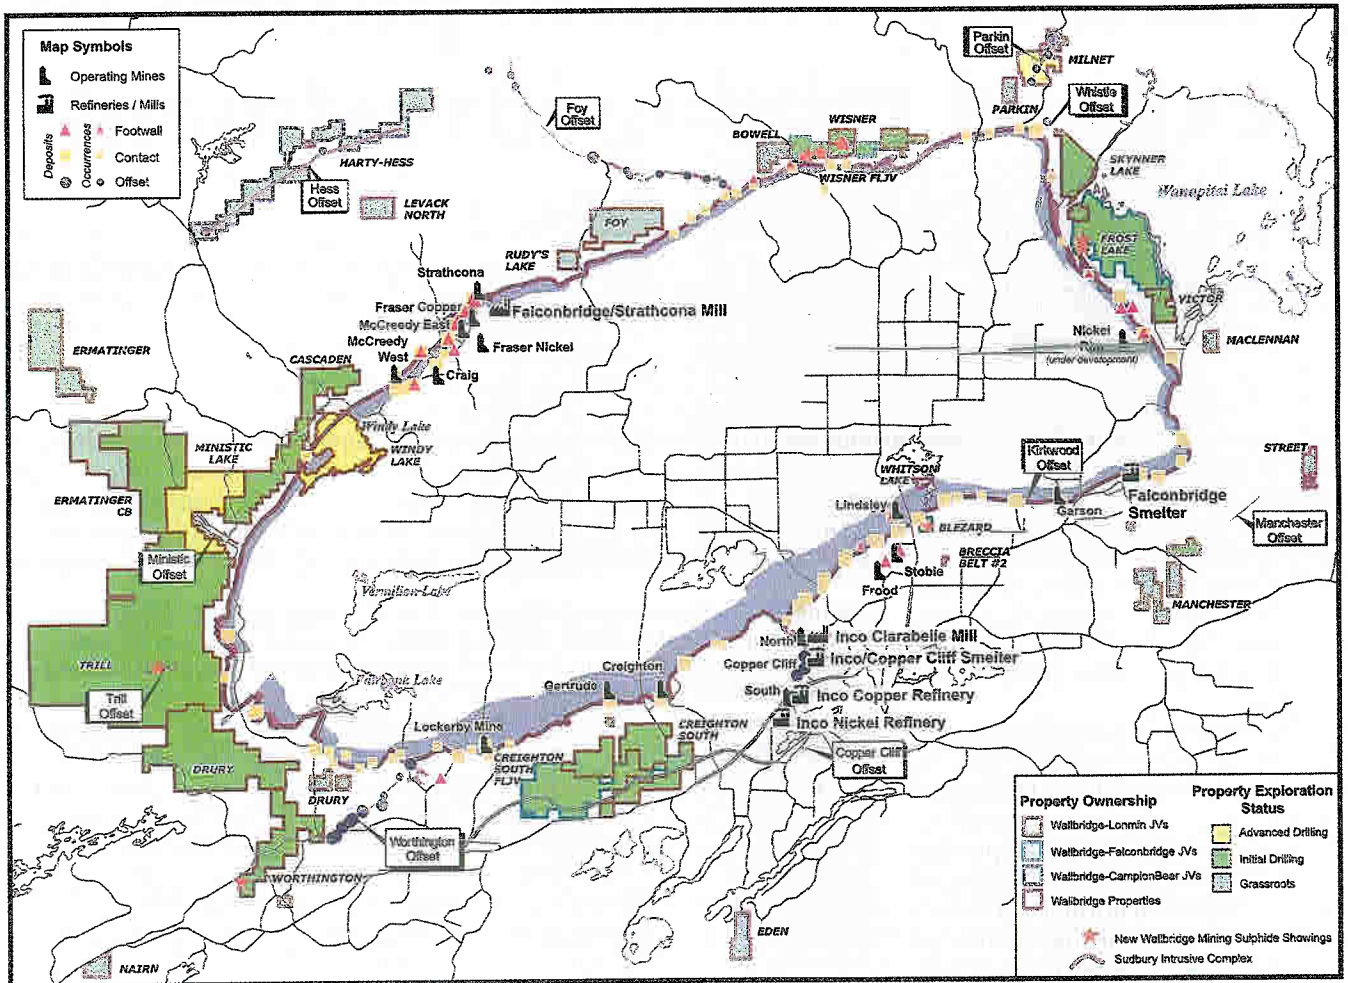 Map Symbols
Operating Mines
Refineries / Mills
Deposits
Occurrences
Footwall
Contact
Offset
Parkin
Offset
MILNET
PARKIN
Whistle
Offset
Foy
Offset
BOWELL
WISNER
WISNER FLJV
SKYNNER
LAKE
Wanapitei Lake
HARTY-HESS
Hess
Offset
LEVACK
NORTH
FOY
RUDY'S
LAKE
FROST
LAKE
VICTOR
Strathcona
Fraser Copper
Falconbridge/Strathcona Mill
McCreedy East
McCreedy
West
Fraser Nickel
Craig
Nickel
Rim
(under development)
MACLENNAN
ERMATINGER
CASCADEN
Windy Lake
WINDY
LAKE
MINISTIC
LAKE
ERMATINGER
CB
WHITSON
LAKE
Kirkwood
Offset
STREET
Lindsley
Garson
Falconbridge
Smelter
Manchester
Offset
BLEZARD
BRECCIA
BELT #2
Stobie
Frood
MANCHESTER
Ministic
Offset
Vermilion Lake
North
Inco Clarabelle Mill
Copper Cliff
Inco/Copper Cliff Smelter
South
Inco Copper Refinery
Inco Nickel Refinery
TRILL
Trill
Offset
Fairbank Lake
Creighton
Gertrude
Lockerby Mine
CREIGHTON
SOUTH
CREIGHTON
SOUTH
FLJV
Copper Cliff
Offset
DRURY
DRURY
Worthington
Offset
WORTHINGTON
EDEN
NAIRN
Property Ownership
Wallbridge-Lonmin JVs
Wallbridge-Falconbridge JVs
Wallbridge-CampionBear JVs
Wallbridge Properties
Property Exploration
Status
Advanced Drilling
Initial Drilling
Grassroots
New Wallbridge Mining Sulphide Showings
Sudbury Intrusive Complex